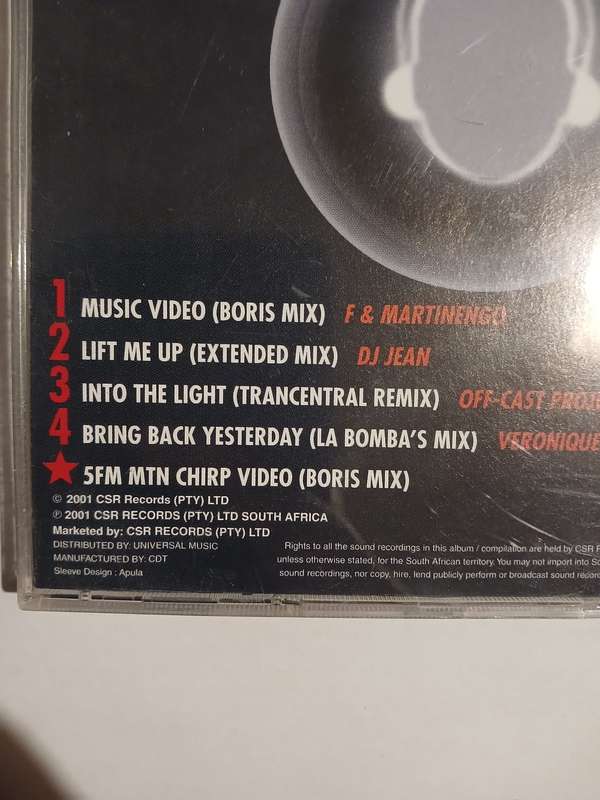 1 MUSIC VIDEO (BORIS MIX) F & MARTINENGO
2 LIFT ME UP (EXTENDED MIX) DJ JEAN
3 INTO THE LIGHT (TRANCENTRAL REMIX) OFF-CAST
4 BRING BACK YESTERDAY (LA BOMBA'S MIX) VERONIQUE
★ 5FM MTN CHIRP VIDEO (BORIS MIX)
© 2001 CSR Records (PTY) LTD
℗ 2001 CSR RECORDS (PTY) LTD SOUTH AFRICA
Marketed by: CSR RECORDS (PTY) LTD
DISTRIBUTED BY: UNIVERSAL MUSIC
MANUFACTURED BY: CDT
Sleeve Design : Apula
Rights to all the sound recordings in this album / compilation are held by CSR
unless otherwise stated, for the South African territory. You may not import into
sound recordings, nor copy, hire, lend publicly perform or broadcast sound